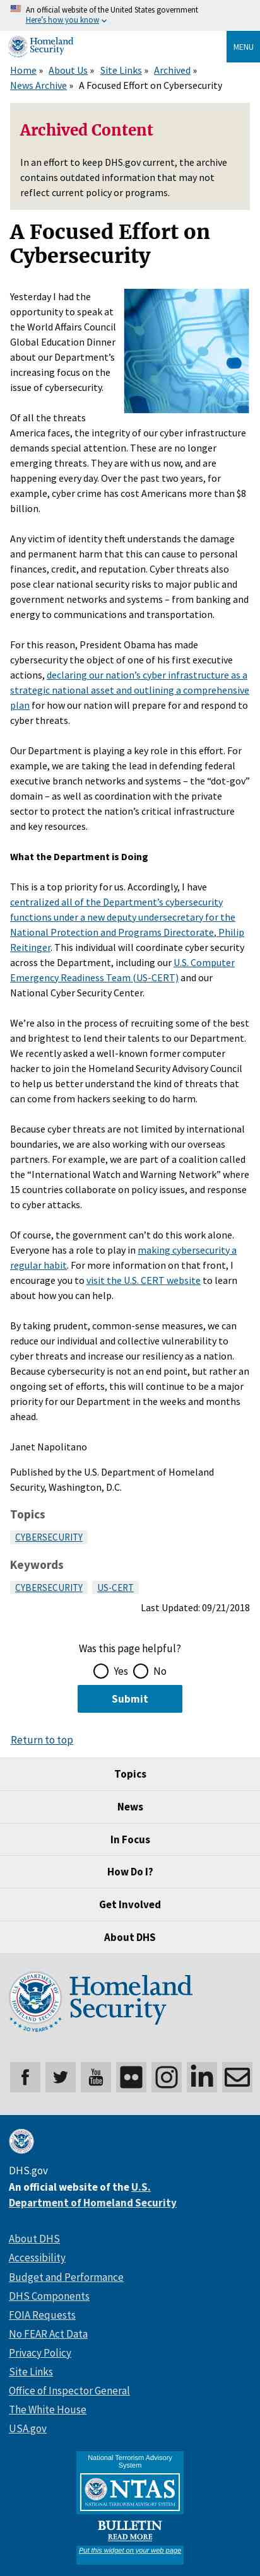 An official website of the United States government
Here's how you know
Homeland
Security
MENU
Home » About Us » Site Links » Archived »
News Archive » A Focused Effort on Cybersecurity
Archived Content
In an effort to keep DHS.gov current, the archive
contains outdated information that may not
reflect current policy or programs.
A Focused Effort on
Cybersecurity
Yesterday I had the
opportunity to speak at
the World Affairs Council
Global Education Dinner
about our Department's
increasing focus on the
issue of cybersecurity.
Of all the threats
America faces, the integrity of our cyber infrastructure
demands special attention. These are no longer
emerging threats. They are with us now, and are
happening every day. Over the past two years, for
example, cyber crime has cost Americans more than $8
billion.
Any victim of identity theft understands the damage
and permanent harm that this can cause to personal
finances, credit, and reputation. Cyber threats also
pose clear national security risks to major public and
government networks and systems – from banking and
energy to communications and transportation.
For this reason, President Obama has made
cybersecurity the object of one of his first executive
actions, declaring our nation's cyber infrastructure as a
strategic national asset and outlining a comprehensive
plan for how our nation will prepare for and respond to
cyber threats.
Our Department is playing a key role in this effort. For
example, we are taking the lead in defending federal
executive branch networks and systems – the "dot-gov"
domain – as well as coordination with the private
sector to protect the nation's critical infrastructure
and key resources.
What the Department is Doing
This is a top priority for us. Accordingly, I have
centralized all of the Department's cybersecurity
functions under a new deputy undersecretary for the
National Protection and Programs Directorate, Philip
Reitinger. This individual will coordinate cyber security
across the Department, including our U.S. Computer
Emergency Readiness Team (US-CERT) and our
National Cyber Security Center.
We're also in the process of recruiting some of the best
and brightest to lend their talents to our Department.
We recently asked a well-known former computer
hacker to join the Homeland Security Advisory Council
to help us better understand the kind of threats that
can come from hackers seeking to do harm.
Because cyber threats are not limited by international
boundaries, we are also working with our overseas
partners. For example, we are part of a coalition called
the "International Watch and Warning Network" where
15 countries collaborate on policy issues, and response
to cyber attacks.
Of course, the government can't do this work alone.
Everyone has a role to play in making cybersecurity a
regular habit. For more information on that front, I
encourage you to visit the U.S. CERT website to learn
about how you can help.
By taking prudent, common-sense measures, we can
reduce our individual and collective vulnerability to
cyber threats and increase our resiliency as a nation.
Because cybersecurity is not an end point, but rather an
ongoing set of efforts, this will continue to be a major
priority for our Department in the weeks and months
ahead.
Janet Napolitano
Published by the U.S. Department of Homeland
Security, Washington, D.C.
Topics
CYBERSECURITY
Keywords
CYBERSECURITY US-CERT
Last Updated: 09/21/2018
Was this page helpful?
Yes No
Submit
Return to top
Topics
News
In Focus
How Do I?
Get Involved
About DHS
Homeland
Security
20 YEARS
You
Tube
DHS.gov
An official website of the U.S.
Department of Homeland Security
About DHS
Accessibility
Budget and Performance
DHS Components
FOIA Requests
No FEAR Act Data
Privacy Policy
Site Links
Office of Inspector General
The White House
USA.gov
National Terrorism Advisory
System
NTAS
NATIONAL TERRORISM ADVISORY SYSTEM
BULLETIN
READ MORE
Put this widget on your web page